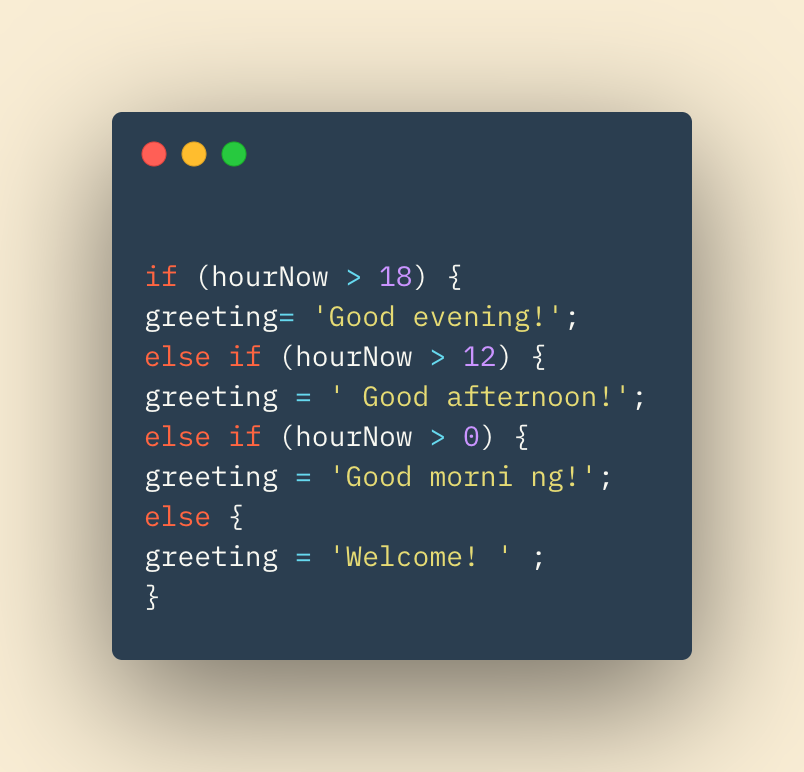 if (hourNow > 18) {
greeting= 'Good evening!';
else if (hourNow > 12) {
greeting = ' Good afternoon!';
else if (hourNow > 0) {
greeting = 'Good morni ng!';
else {
greeting = 'Welcome! ' ;
}